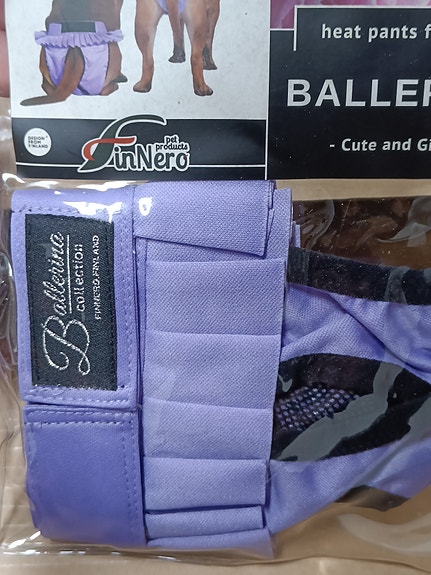 heat pants f
BALLER
- Cute and Gi
DESIGN
FROM
FINLAND
FinNero
pet
products
Ballerina
collection
FINNERO, FINLAND